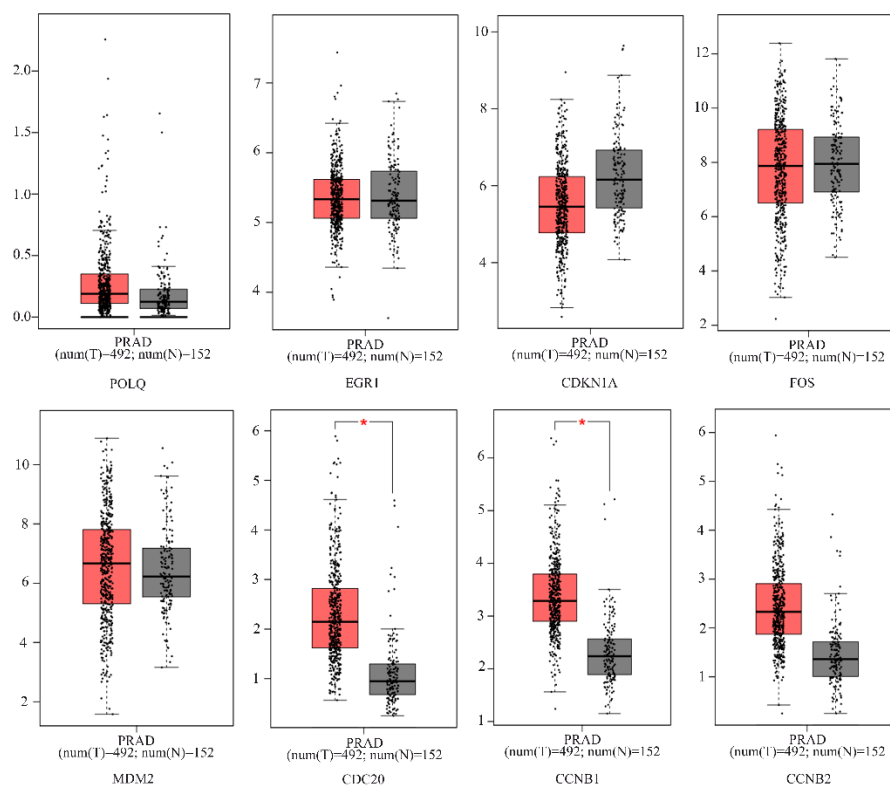 2.0
1.5
1.0
0.5
0.0
PRAD
(num(T)−492; num(N)−152
POLQ
7
6
5
4
PRAD
(num(T)=492; num(N)=152
EGR1
10
8
6
4
PRAD
(num(T)=492; num(N)=152
CDKN1A
12
10
8
6
4
2
PRAD
(num(T)−492; num(N)−152
FOS
10
8
6
4
2
PRAD
(num(T)−492; num(N)−152
MDM2
*
6
5
4
3
2
1
PRAD
(num(T)=492; num(N)=152
CDC20
*
6
5
4
3
2
1
PRAD
(num(T)=492; num(N)=152
CCNB1
6
5
4
3
2
1
PRAD
(num(T)=492; num(N)=152
CCNB2